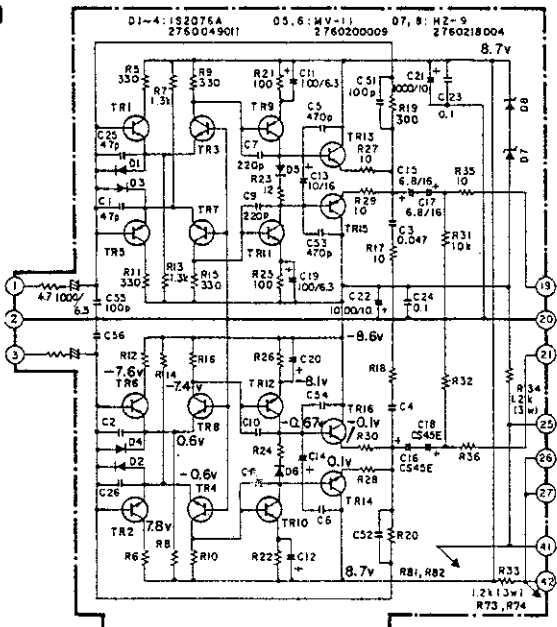 D1-4:1S2076A D5,6:MV-11 D7,8:HZ-9
2760049011 2760200009 2760218004
8.7v
R5 330
R7 1.3k
R9 330
R21 100
C11 100/6.3
C5 470p
C51 100p
R19 300
C21 1000/10
C23 0.1
D8
D7
TR1
TR3
TR9
TR13
C25 47p
C7 220p
R27 10
D1
D3
D5
R23 12
C13 10/16
C15 6.8/16
C17 6.8/16
R35 10
C1 47p
C9 220p
R29 10
TR5
TR7
TR11
TR15
C53 470p
C3 0.047
R17 10
R31 10k
R11 330
R13 1.3k
R15 330
R25 100
C19 100/6.3
C22 1000/10
C24 0.1
1
4.7 1000/6.3
C55 100p
2
3
19
20
21
C56
-8.6v
R12
-7.6v
R14
R16
-7.4v
R26
C20
-8.1v
C54
R18
R32
R34 1.2k (3w)
TR6
TR8
TR12
TR16
C4
C2
0.6v
C10
-0.67v
-0.1v
R30
C18 CS45E
C16 CS45E
R36
25
26
27
D4
D2
R24
C14
D6
-0.6v
0.1v
R28
C26
TR4
TR14
TR2
7.8v
TR10
C6
C52
R20
R6
R8
R10
R22
C12
8.7v
R81, R82
R33 1.2k (3w)
R73, R74
41
42